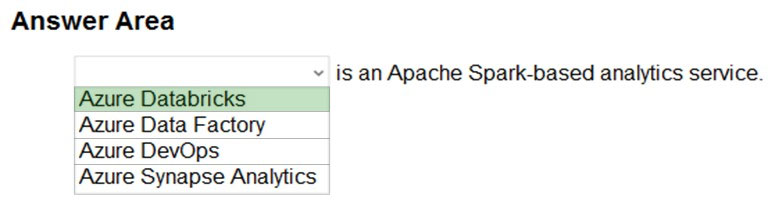 Answer Area
is an Apache Spark-based analytics service.
Azure Databricks
Azure Data Factory
Azure DevOps
Azure Synapse Analytics